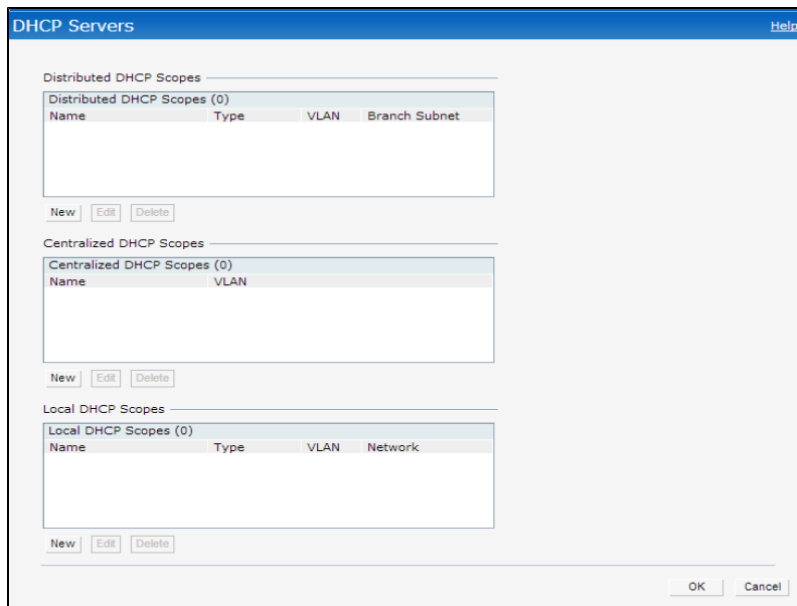 DHCP Servers Help
Distributed DHCP Scopes
Distributed DHCP Scopes (0)
Name Type VLAN Branch Subnet
New Edit Delete
Centralized DHCP Scopes
Centralized DHCP Scopes (0)
Name VLAN
New Edit Delete
Local DHCP Scopes
Local DHCP Scopes (0)
Name Type VLAN Network
New Edit Delete
OK Cancel